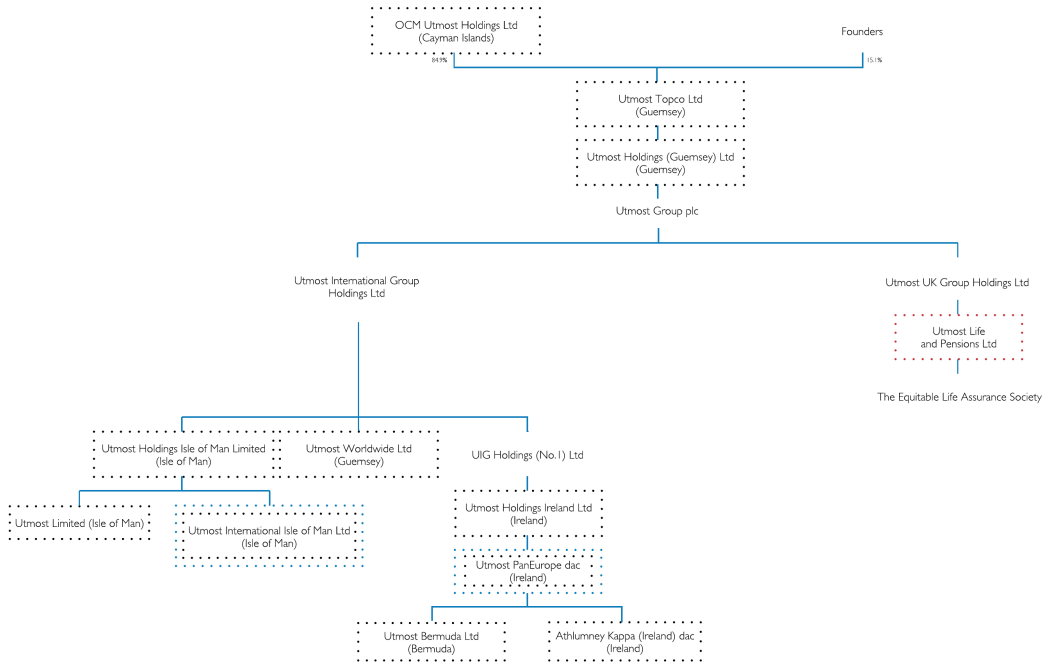 OCM Utmost Holdings Ltd
(Cayman Islands)
Founders
84.9%
15.1%
Utmost Topco Ltd
(Guernsey)
Utmost Holdings (Guernsey) Ltd
(Guernsey)
Utmost Group plc
Utmost International Group
Holdings Ltd
Utmost UK Group Holdings Ltd
Utmost Life
and Pensions Ltd
The Equitable Life Assurance Society
Utmost Holdings Isle of Man Limited
(Isle of Man)
Utmost Worldwide Ltd
(Guernsey)
UIG Holdings (No.1) Ltd
Utmost Limited (Isle of Man)
Utmost International Isle of Man Ltd
(Isle of Man)
Utmost Holdings Ireland Ltd
(Ireland)
Utmost PanEurope dac
(Ireland)
Utmost Bermuda Ltd
(Bermuda)
Athlumney Kappa (Ireland) dac
(Ireland)